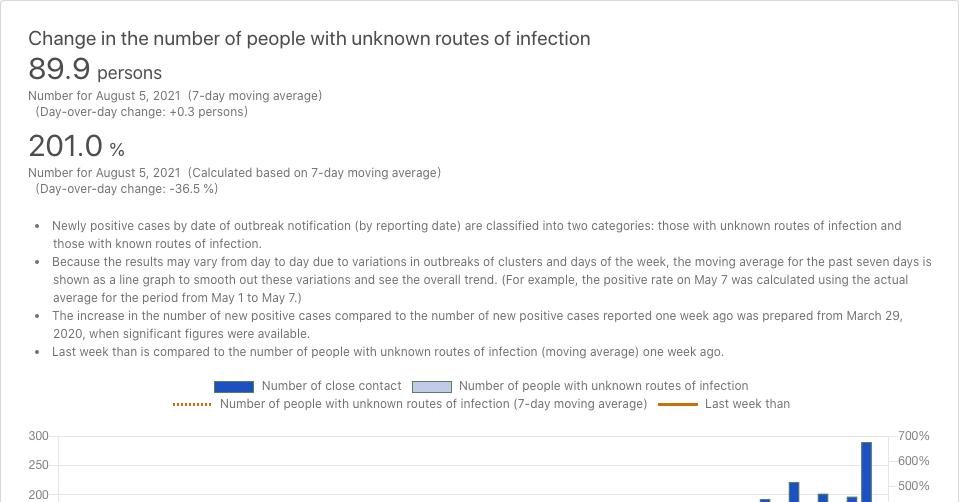 Change in the number of people with unknown routes of infection
89.9 persons
Number for August 5, 2021 (7-day moving average)
(Day-over-day change: +0.3 persons)
201.0 %
Number for August 5, 2021 (Calculated based on 7-day moving average)
(Day-over-day change: -36.5 %)
• Newly positive cases by date of outbreak notification (by reporting date) are classified into two categories: those with unknown routes of infection and
those with known routes of infection.
• Because the results may vary from day to day due to variations in outbreaks of clusters and days of the week, the moving average for the past seven days is
shown as a line graph to smooth out these variations and see the overall trend. (For example, the positive rate on May 7 was calculated using the actual
average for the period from May 1 to May 7.)
• The increase in the number of new positive cases compared to the number of new positive cases reported one week ago was prepared from March 29,
2020, when significant figures were available.
• Last week than is compared to the number of people with unknown routes of infection (moving average) one week ago.
Number of close contact Number of people with unknown routes of infection
Number of people with unknown routes of infection (7-day moving average) Last week than
300 700%
600%
250
500%
200